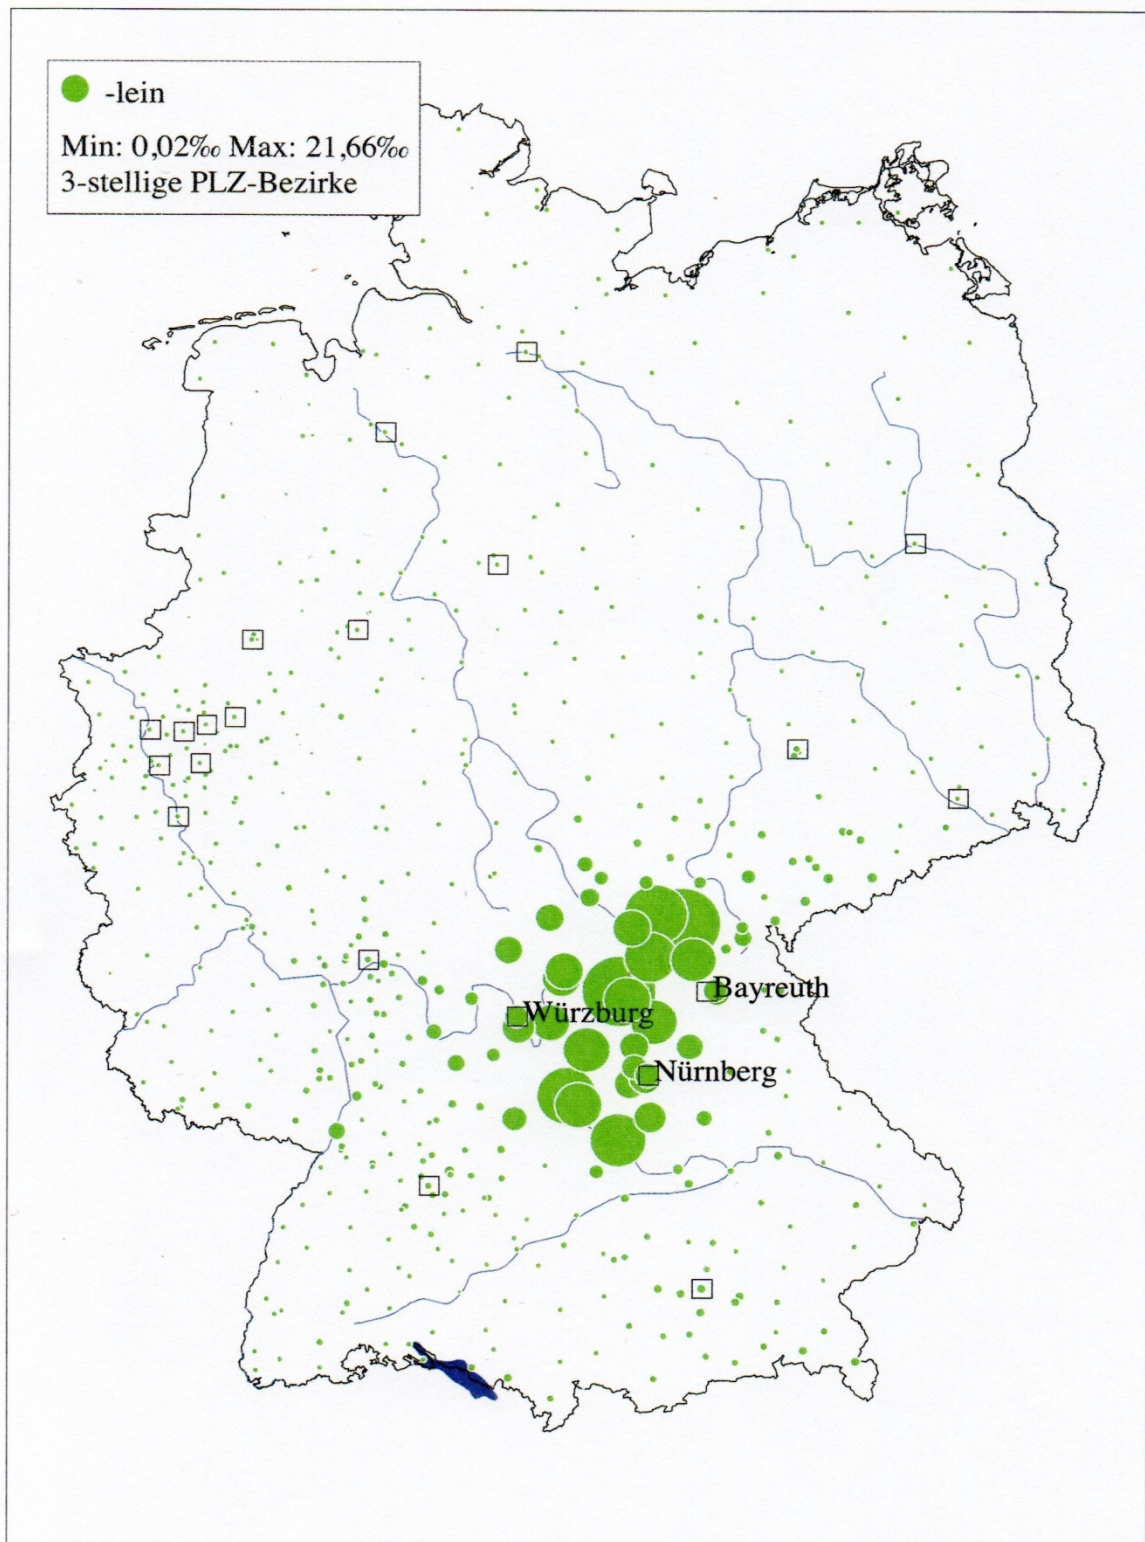 -lein
Min: 0,02‰ Max: 21,66‰
3-stellige PLZ-Bezirke
Bayreuth
Würzburg
Nürnberg